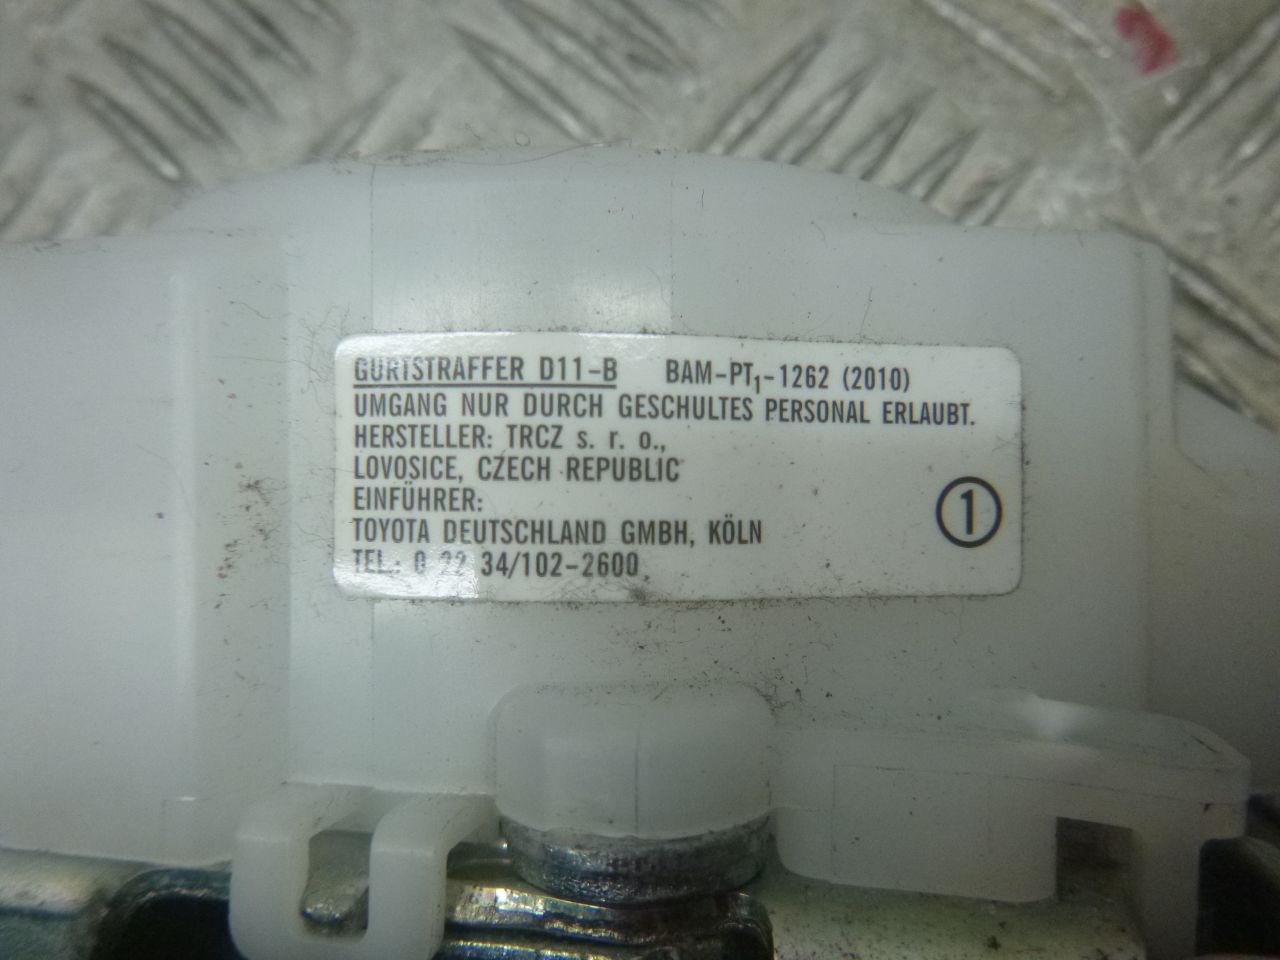 GURTSTRAFFER D11-B BAM-PT1-1262 (2010)
UMGANG NUR DURCH GESCHULTES PERSONAL ERLAUBT.
HERSTELLER: TRCZ s. r. o.,
LOVOSICE, CZECH REPUBLIC
EINFÜHRER:
TOYOTA DEUTSCHLAND GMBH, KÖLN
TEL.: 0 22 34/102-2600
1